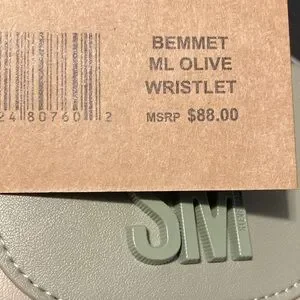 BEMMET
ML OLIVE
WRISTLET
MSRP $88.00
24 80760 2
SM